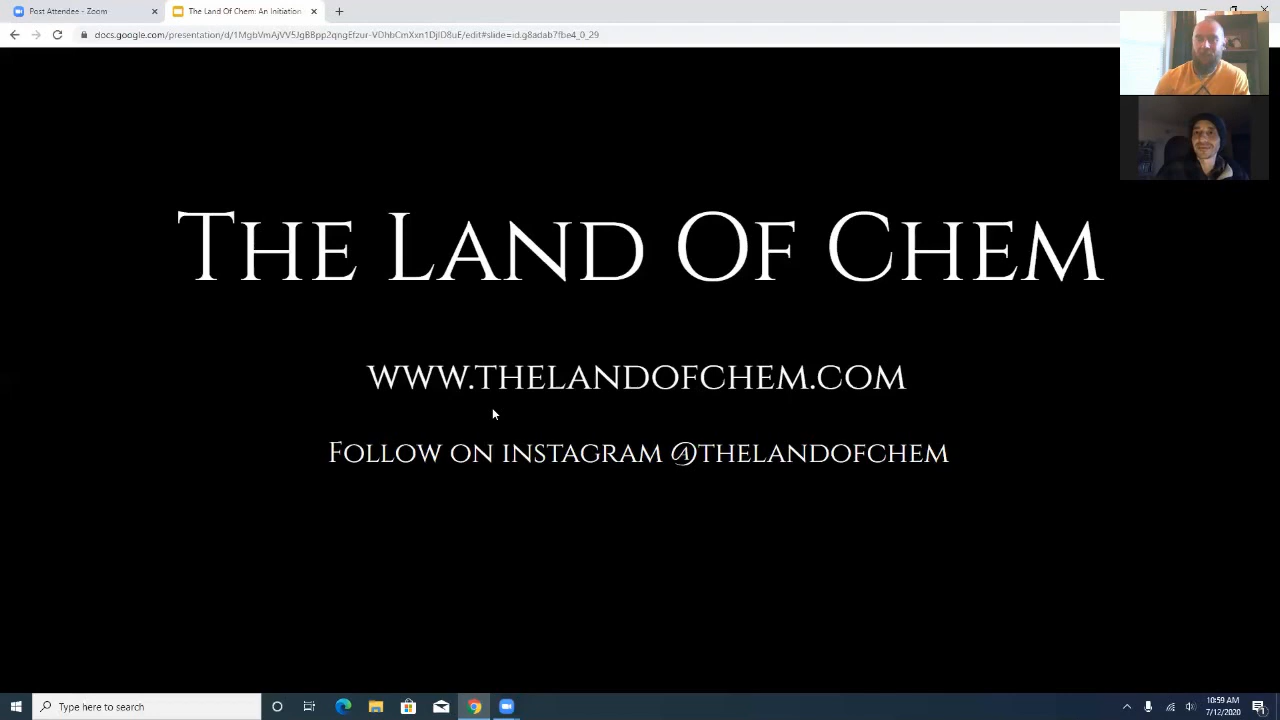 Post Attendee - Zoom
The Land Of Chem: An Initiation
docs.google.com/presentation/d/1MgbVmAjVV5JgBBpp2qngEfzur-VDhbCmXxn1DjlD8uE/edit#slide=id.g8adab7fbe4_0_29
The Land Of Chem
www.thelandofchem.com
Follow on instagram @thelandofchem
Type here to search
10:59 AM
7/12/2020